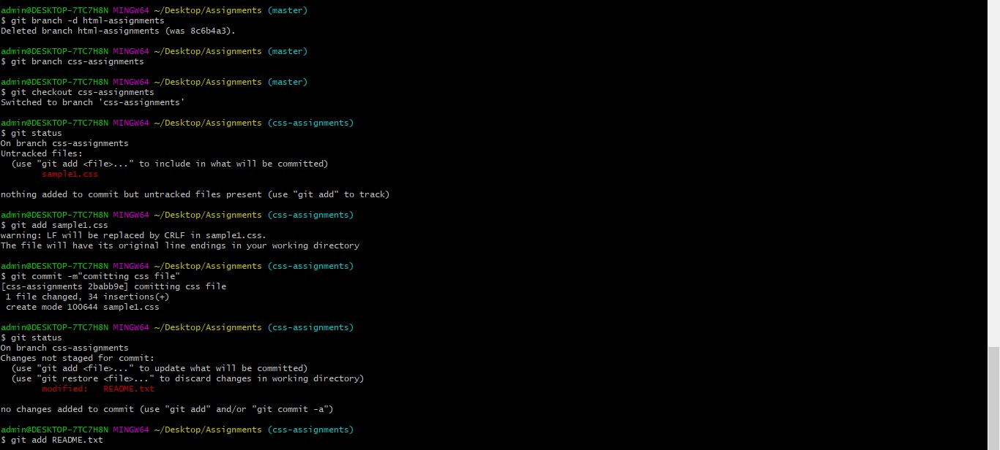 admin@DESKTOP-7TC7H8N MINGW64 ~/Desktop/Assignments (master)
$ git branch -d html-assignments
Deleted branch html-assignments (was 8c6b4a3).
admin@DESKTOP-7TC7H8N MINGW64 ~/Desktop/Assignments (master)
$ git branch css-assignments
admin@DESKTOP-7TC7H8N MINGW64 ~/Desktop/Assignments (master)
$ git checkout css-assignments
Switched to branch 'css-assignments'
admin@DESKTOP-7TC7H8N MINGW64 ~/Desktop/Assignments (css-assignments)
$ git status
On branch css-assignments
Untracked files:
  (use "git add <file>..." to include in what will be committed)
        sample1.css
nothing added to commit but untracked files present (use "git add" to track)
admin@DESKTOP-7TC7H8N MINGW64 ~/Desktop/Assignments (css-assignments)
$ git add sample1.css
warning: LF will be replaced by CRLF in sample1.css.
The file will have its original line endings in your working directory
admin@DESKTOP-7TC7H8N MINGW64 ~/Desktop/Assignments (css-assignments)
$ git commit -m"comitting css file"
[css-assignments 2babb9e] comitting css file
 1 file changed, 34 insertions(+)
 create mode 100644 sample1.css
admin@DESKTOP-7TC7H8N MINGW64 ~/Desktop/Assignments (css-assignments)
$ git status
On branch css-assignments
Changes not staged for commit:
  (use "git add <file>..." to update what will be committed)
  (use "git restore <file>..." to discard changes in working directory)
        modified:   README.txt
no changes added to commit (use "git add" and/or "git commit -a")
admin@DESKTOP-7TC7H8N MINGW64 ~/Desktop/Assignments (css-assignments)
$ git add README.txt